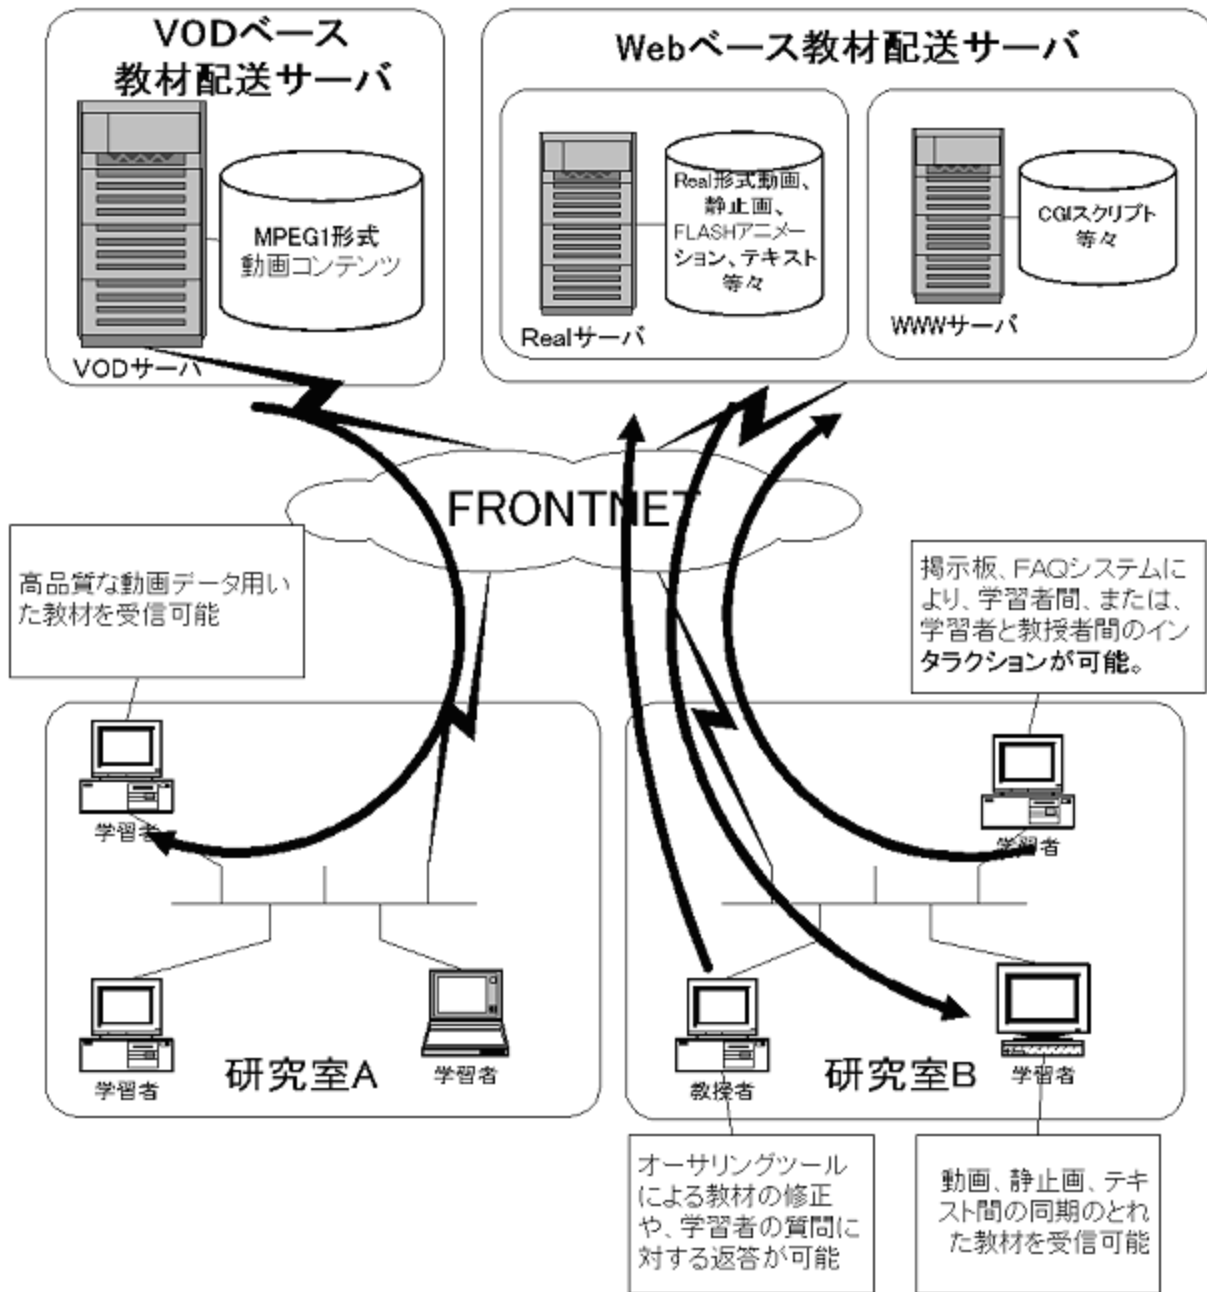 VODベース
教材配送サーバ
MPEG1形式
動画コンテンツ
VODサーバ
Webベース教材配送サーバ
Real形式動画、
静止画、
FLASHアニメー
ション、テキスト
等々
Realサーバ
CGIスクリプト
等々
WWWサーバ
FRONTNET
高品質な動画データ用い
た教材を受信可能
掲示板、FAQシステムに
より、学習者間、または、
学習者と教授者間のイン
タラクションが可能。
学習者
学習者
学習者
研究室A
学習者
教授者
研究室B
学習者
オーサリングツール
による教材の修正
や、学習者の質問に
対する返答が可能
動画、静止画、テキ
スト間の同期のとれ
た教材を受信可能